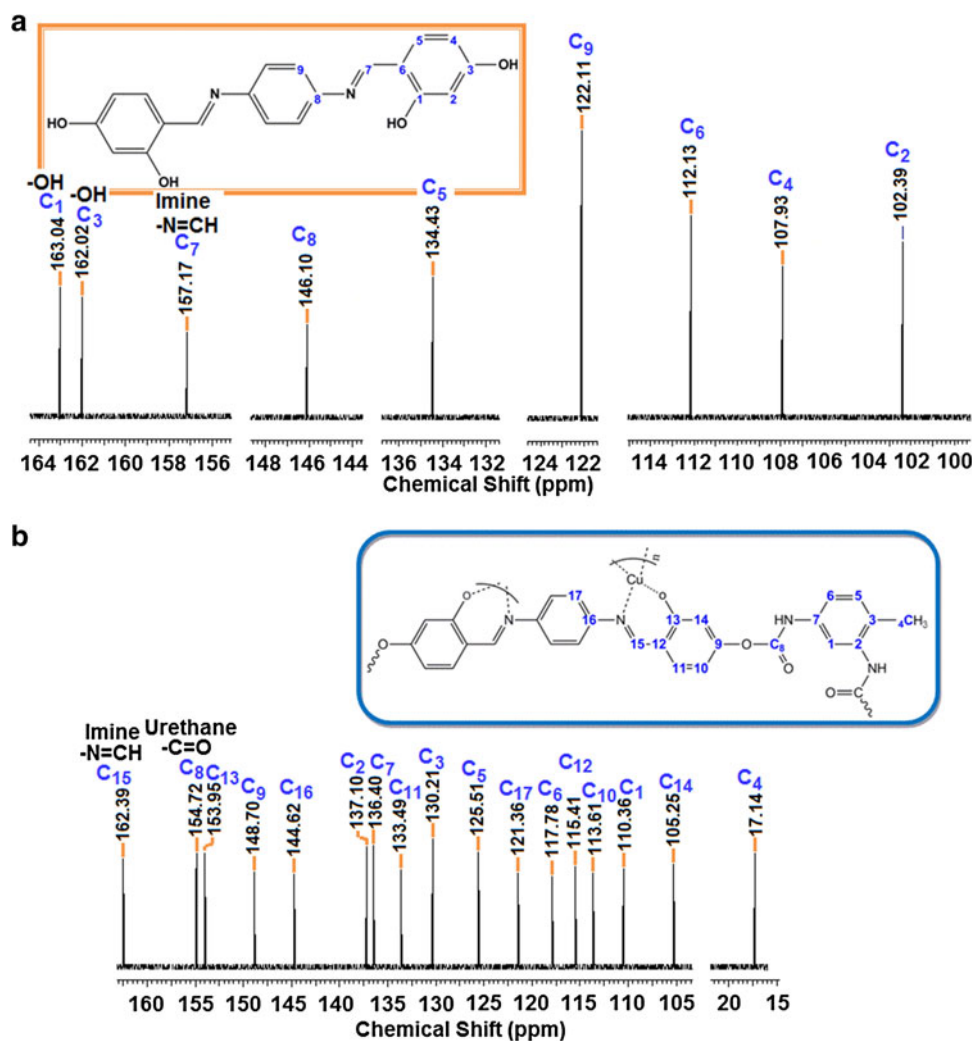 a
5 4
9 7 6 3 OH
N 8 N 1 2
HO HO
OH
-OH
C1
163.04
-OH
C3
162.02
Imine
-N=CH
C7
157.17
C8
146.10
C5
134.43
C9
122.11
C6
112.13
C4
107.93
C2
102.39
164 162 160 158 156 148 146 144 136 134 132 124 122 114 112 110 108 106 104 102 100
Chemical Shift (ppm)
b
n
Cu
O N 17 16 N O 13 14 HN 7 6 5
O 15 12 9 O C8 1 3 4CH3
11 10 O 2
NH
O=C
Imine
-N=CH
C15
162.39
Urethane
-C=O
C8
154.72
C13
153.95
C9
148.70
C16
144.62
C2
137.10
C7
136.40
C11
133.49
C3
130.21
C5
125.51
C17
121.36
C6
117.78
C12
115.41
C10
113.61
C1
110.36
C14
105.25
C4
17.14
160 155 150 145 140 135 130 125 120 115 110 105 20 15
Chemical Shift (ppm)